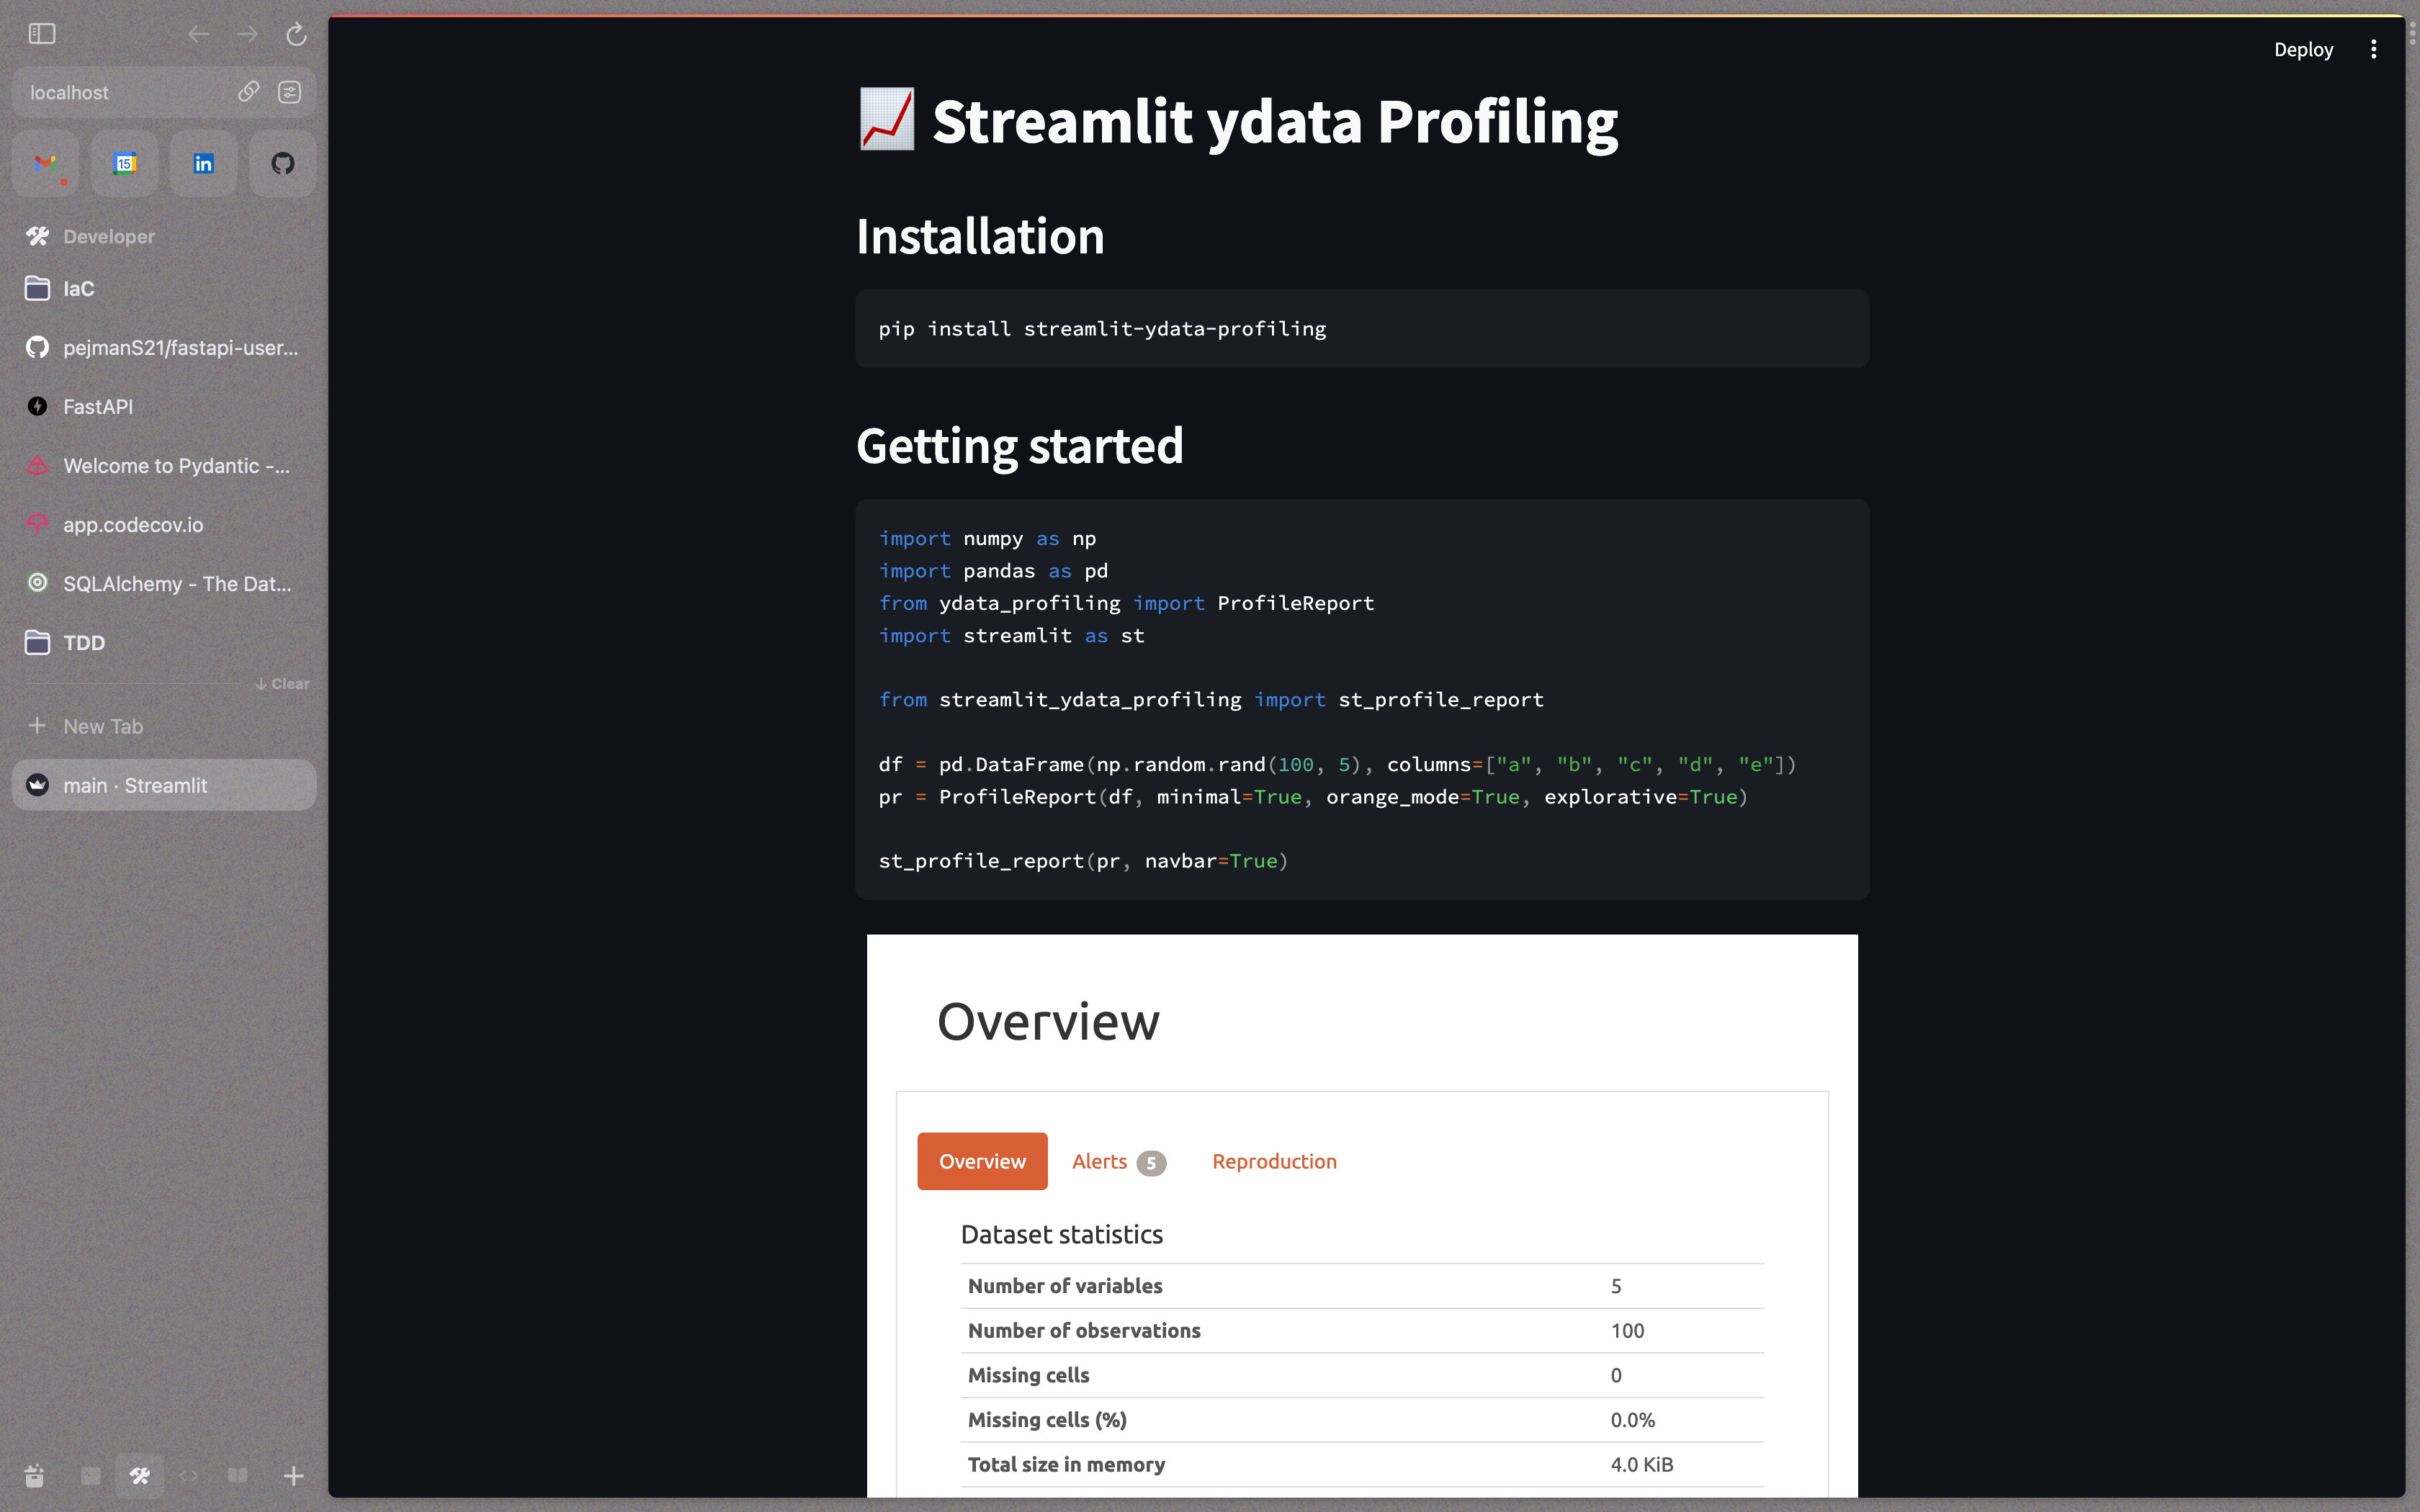 localhost
15
in
Developer
IaC
pejmanS21/fastapi-user...
FastAPI
Welcome to Pydantic -...
app.codecov.io
SQLAlchemy - The Dat...
TDD
Clear
New Tab
main · Streamlit
Deploy
Streamlit ydata Profiling
Installation
pip install streamlit-ydata-profiling
Getting started
import numpy as np
import pandas as pd
from ydata_profiling import ProfileReport
import streamlit as st
from streamlit_ydata_profiling import st_profile_report
df = pd.DataFrame(np.random.rand(100, 5), columns=["a", "b", "c", "d", "e"])
pr = ProfileReport(df, minimal=True, orange_mode=True, explorative=True)
st_profile_report(pr, navbar=True)
Overview
Overview Alerts 5 Reproduction
Dataset statistics
Number of variables 5
Number of observations 100
Missing cells 0
Missing cells (%) 0.0%
Total size in memory 4.0 KiB